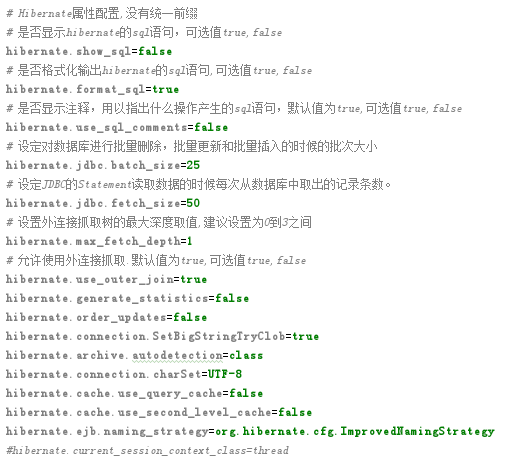 # Hibernate属性配置,没有统一前缀
# 是否显示hibernate的sql语句，可选值true,false
hibernate.show_sql=false
# 是否格式化输出hibernate的sql语句,可选值true,false
hibernate.format_sql=true
# 是否显示注释，用以指出什么操作产生的sql语句，默认值为true,可选值true,false
hibernate.use_sql_comments=false
# 设定对数据库进行批量删除，批量更新和批量插入的时候的批次大小
hibernate.jdbc.batch_size=25
# 设定JDBC的Statement读取数据的时候每次从数据库中取出的记录条数。
hibernate.jdbc.fetch_size=50
# 设置外连接抓取树的最大深度取值,建议设置为0到3之间
hibernate.max_fetch_depth=1
# 允许使用外连接抓取.默认值为true,可选值true,false
hibernate.use_outer_join=true
hibernate.generate_statistics=false
hibernate.order_updates=false
hibernate.connection.SetBigStringTryClob=true
hibernate.archive.autodetection=class
hibernate.connection.charSet=UTF-8
hibernate.cache.use_query_cache=false
hibernate.cache.use_second_level_cache=false
hibernate.ejb.naming_strategy=org.hibernate.cfg.ImprovedNamingStrategy
#hibernate.current_session_context_class=thread